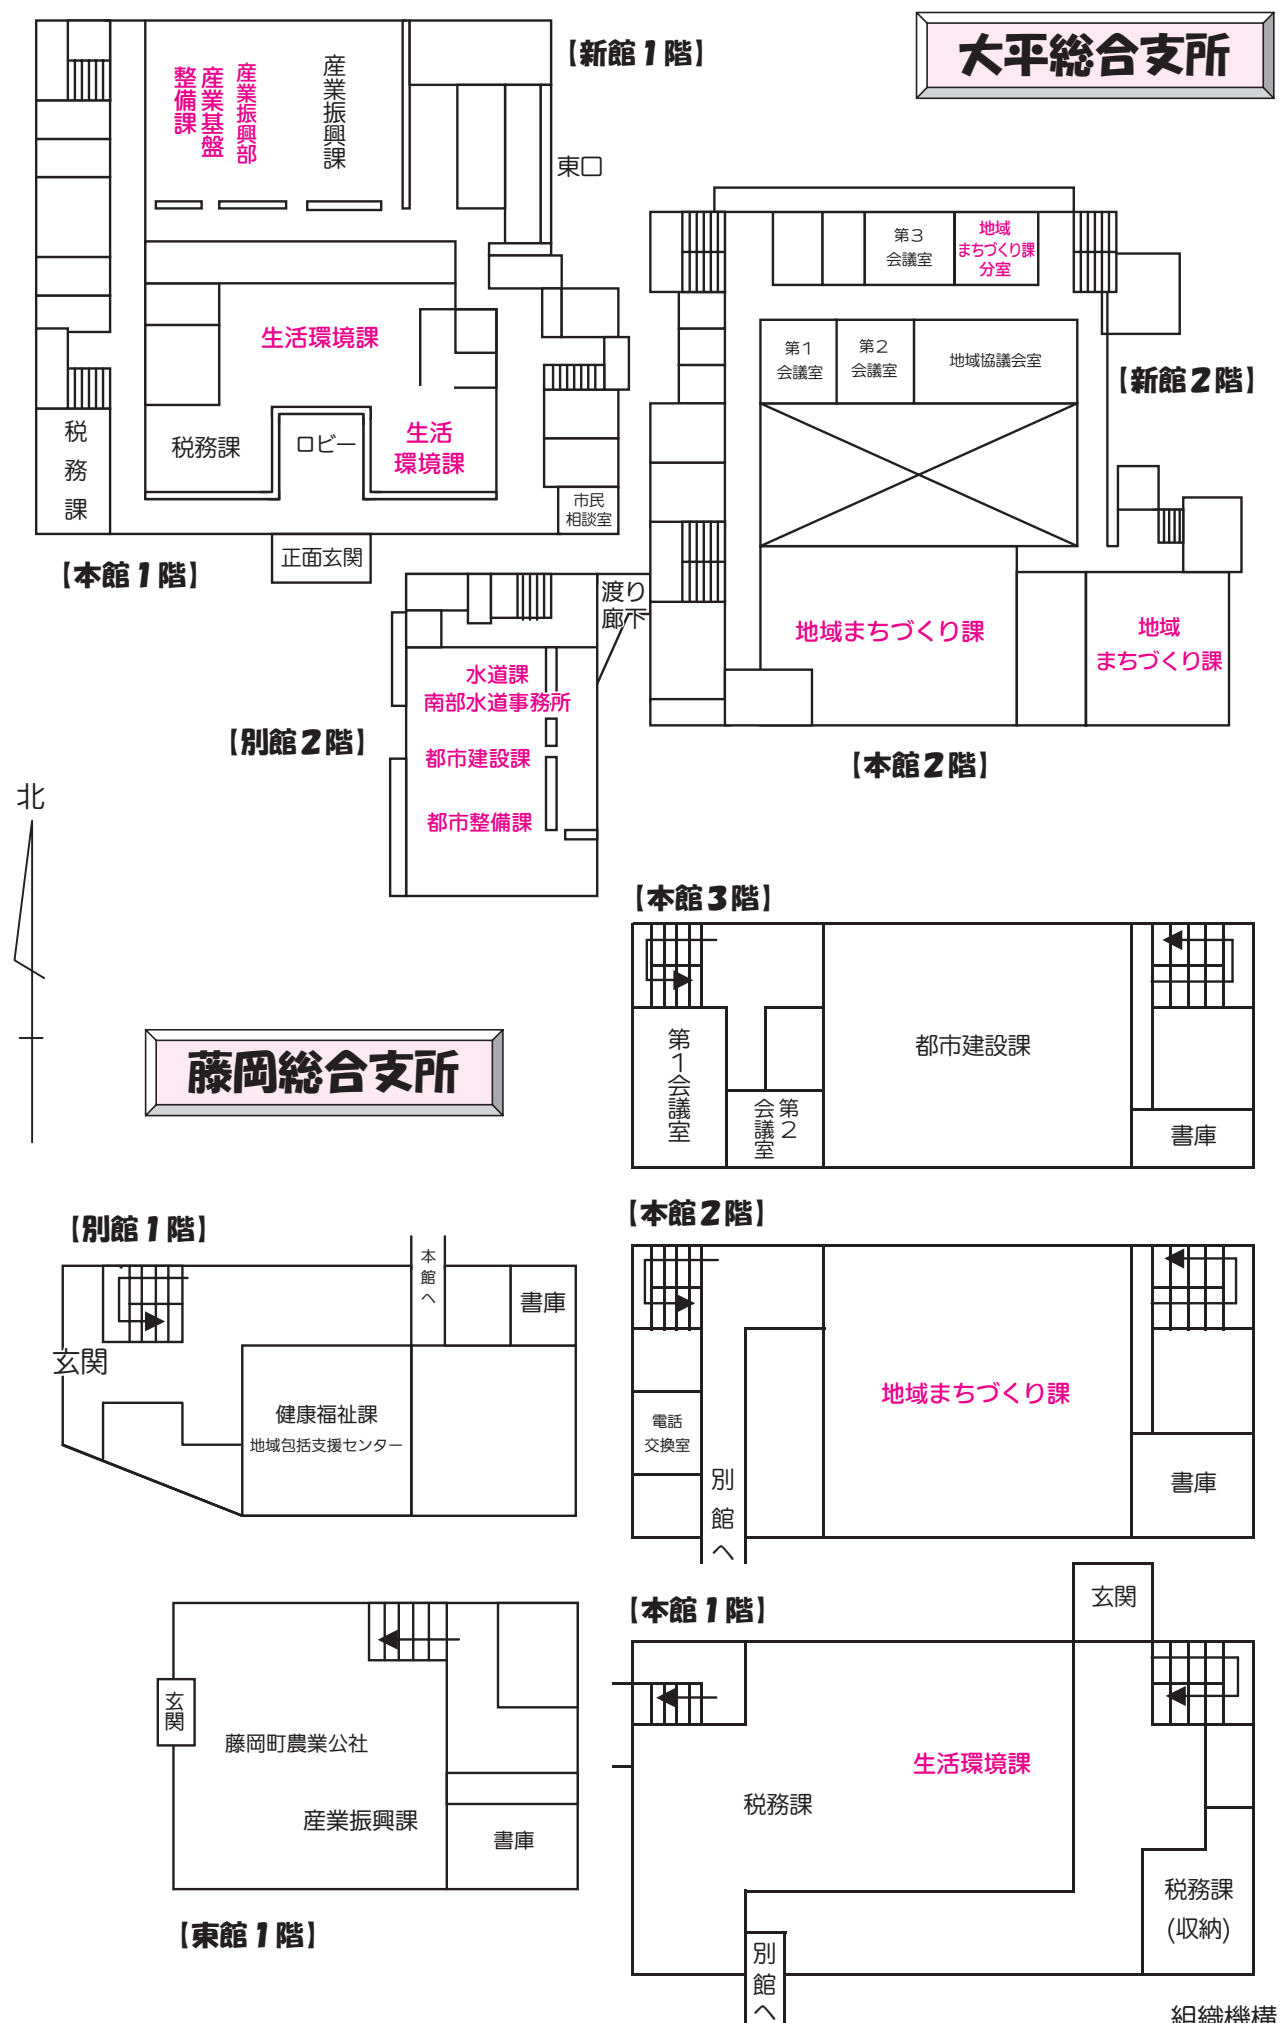 大平総合支所
【新館1階】
産業基盤
整備課
産業振興部
産業振興課
東口
生活環境課
税務課
税務課
ロビー
生活
環境課
市民
相談室
正面玄関
【本館1階】
第3
会議室
地域
まちづくり課
分室
第1
会議室
第2
会議室
地域協議会室
【新館2階】
地域まちづくり課
地域
まちづくり課
【本館2階】
渡り
廊下
水道課
南部水道事務所
都市建設課
都市整備課
【別館2階】
北
藤岡総合支所
【本館3階】
第1会議室
第2
会議室
都市建設課
書庫
【別館1階】
本館へ
書庫
玄関
健康福祉課
地域包括支援センター
【本館2階】
地域まちづくり課
電話
交換室
別館へ
書庫
【東館1階】
玄関
藤岡町農業公社
産業振興課
書庫
【本館1階】
玄関
生活環境課
税務課
税務課
(収納)
別館へ
組織機構